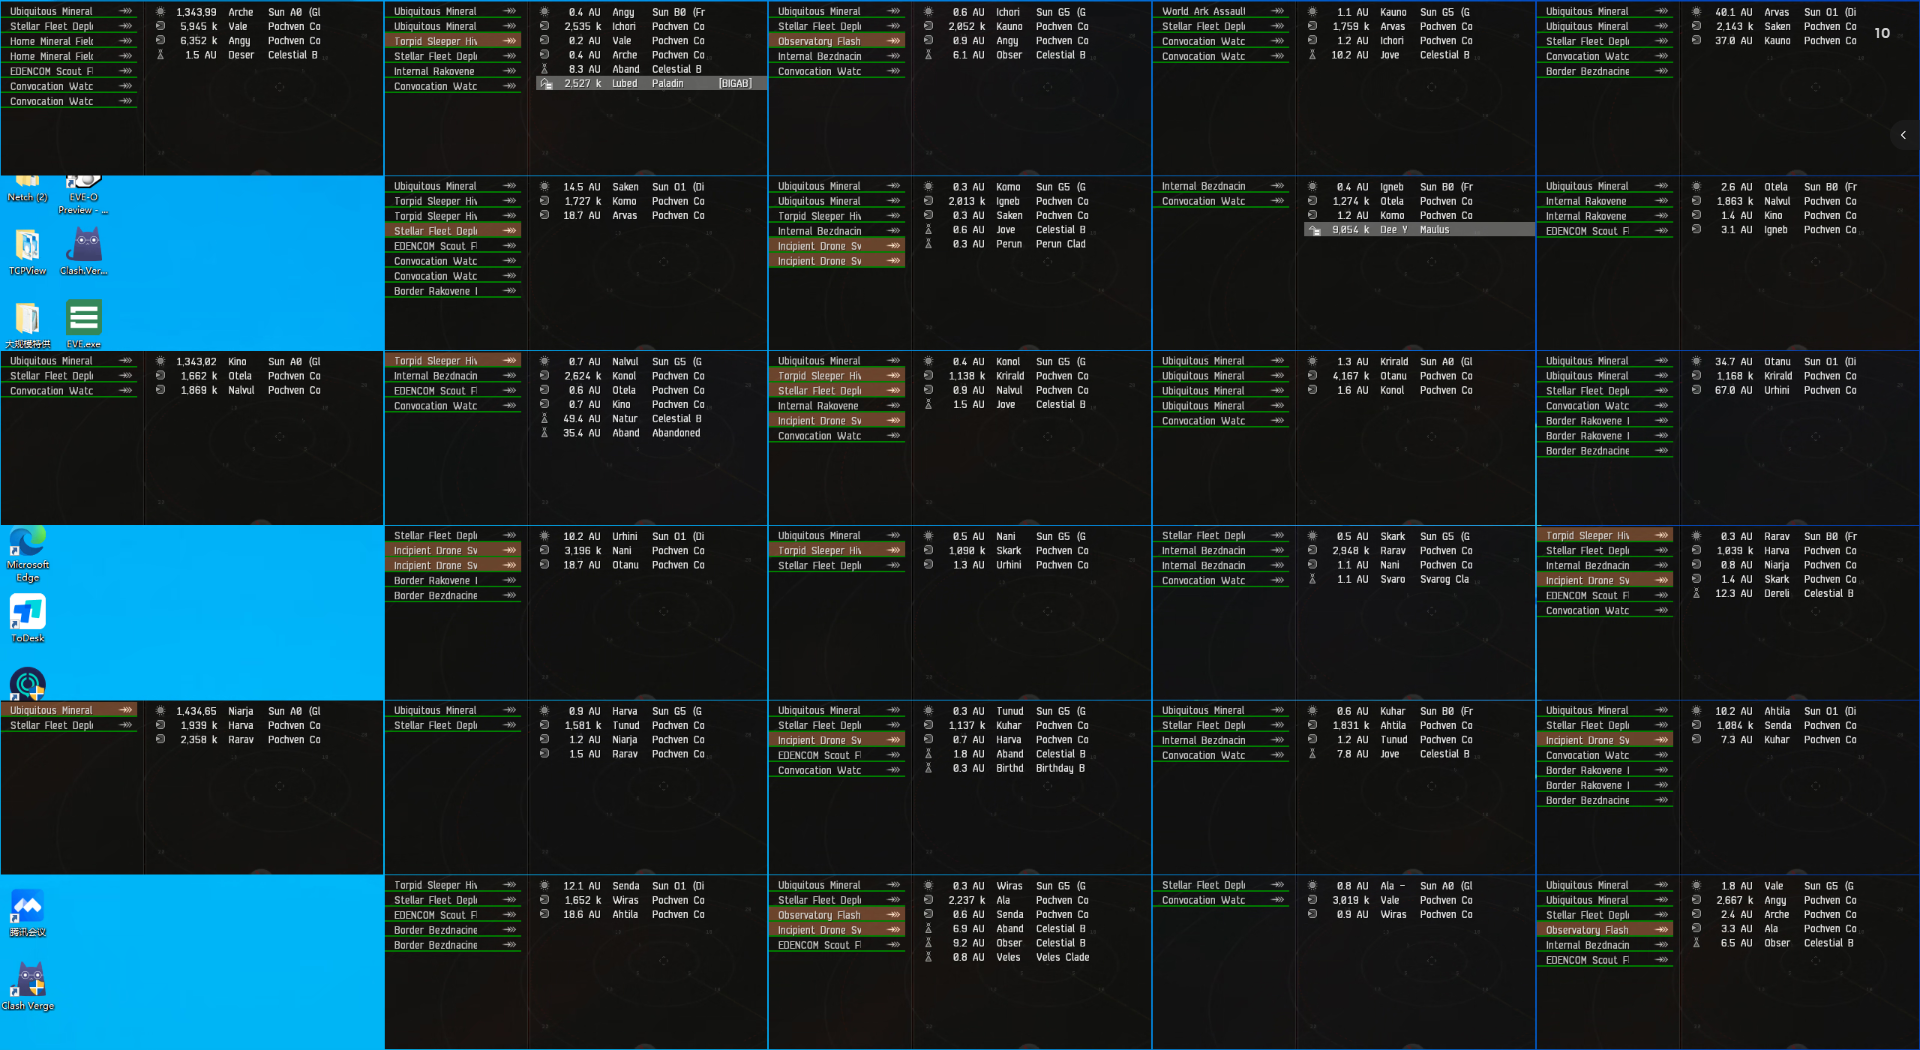 Ubiquitous Mineral
Stellar Fleet Depl
Home Mineral Field
Home Mineral Field
EDENCOM Scout Fl
Convocation Watc
Convocation Watc
1,343,99 Arche Sun A0 (Gl
5,945 k Vale Pochven Co
6,352 k Angy Pochven Co
1.5 AU Deser Celestial B
Ubiquitous Mineral
Ubiquitous Mineral
Torpid Sleeper Hiv
Stellar Fleet Depl
Internal Rakovene
Convocation Watc
0.4 AU Angy Sun B0 (Fr
2,535 k Ichori Pochven Co
0.2 AU Vale Pochven Co
0.4 AU Arche Pochven Co
8.3 AU Aband Celestial B
2,527 k Lubed Paladin [BIGAB]
Ubiquitous Mineral
Stellar Fleet Depl
Observatory Flash
Internal Bezdnacin
Convocation Watc
0.6 AU Ichori Sun G5 (G
2,052 k Kauno Pochven Co
0.9 AU Angy Pochven Co
6.1 AU Obser Celestial B
World Ark Assaul
Stellar Fleet Depl
Convocation Watc
Convocation Watc
1.1 AU Kauno Sun G5 (G
1,759 k Arvas Pochven Co
1.2 AU Ichori Pochven Co
10.2 AU Jove Celestial B
Ubiquitous Mineral
Ubiquitous Mineral
Stellar Fleet Depl
Convocation Watc
Border Bezdnacine
40.1 AU Arvas Sun O1 (Di
2,143 k Saken Pochven Co
37.0 AU Kauno Pochven Co
10
Netch (2)
EVE-O
Preview - ...
TCPView
Clash.Ver...
大规模特供
EVE.exe
Ubiquitous Mineral
Torpid Sleeper Hiv
Torpid Sleeper Hiv
Stellar Fleet Depl
EDENCOM Scout Fl
Convocation Watc
Convocation Watc
Border Rakovene I
14.5 AU Saken Sun O1 (Di
1,727 k Komo Pochven Co
18.7 AU Arvas Pochven Co
Ubiquitous Mineral
Ubiquitous Mineral
Torpid Sleeper Hiv
Internal Bezdnacin
Incipient Drone Sv
Incipient Drone Sv
0.3 AU Komo Sun G5 (G
2,013 k Igneb Pochven Co
0.3 AU Saken Pochven Co
0.6 AU Jove Celestial B
0.3 AU Perun Perun Clad
Internal Bezdnacin
Convocation Watc
0.4 AU Igneb Sun B0 (Fr
1,274 k Otela Pochven Co
1.2 AU Komo Pochven Co
9,054 k Dee Y Maulus
Ubiquitous Mineral
Internal Rakovene
Internal Rakovene
EDENCOM Scout Fl
2.6 AU Otela Sun B0 (Fr
1,863 k Nalvul Pochven Co
1.4 AU Kino Pochven Co
3.1 AU Igneb Pochven Co
Ubiquitous Mineral
Stellar Fleet Depl
Convocation Watc
1,343,02 Kino Sun A0 (Gl
1,662 k Otela Pochven Co
1,869 k Nalvul Pochven Co
Torpid Sleeper Hiv
Internal Bezdnacin
EDENCOM Scout Fl
Convocation Watc
0.7 AU Nalvul Sun G5 (G
2,624 k Konol Pochven Co
0.6 AU Otela Pochven Co
0.7 AU Kino Pochven Co
49.4 AU Natur Celestial B
35.4 AU Aband Abandoned
Ubiquitous Mineral
Torpid Sleeper Hiv
Stellar Fleet Depl
Internal Rakovene
Incipient Drone Sv
Convocation Watc
0.4 AU Konol Sun G5 (G
1,138 k Krirald Pochven Co
0.9 AU Nalvul Pochven Co
1.5 AU Jove Celestial B
Ubiquitous Mineral
Ubiquitous Mineral
Ubiquitous Mineral
Ubiquitous Mineral
Convocation Watc
1.3 AU Krirald Sun A0 (Gl
4,167 k Otanu Pochven Co
1.6 AU Konol Pochven Co
Ubiquitous Mineral
Ubiquitous Mineral
Stellar Fleet Depl
Convocation Watc
Border Rakovene I
Border Rakovene I
Border Bezdnacine
34.7 AU Otanu Sun O1 (Di
1,168 k Krirald Pochven Co
67.0 AU Urhini Pochven Co
Microsoft
Edge
ToDesk
Stellar Fleet Depl
Incipient Drone Sv
Incipient Drone Sv
Border Rakovene I
Border Bezdnacine
10.2 AU Urhini Sun O1 (Di
3,196 k Nani Pochven Co
18.7 AU Otanu Pochven Co
Ubiquitous Mineral
Torpid Sleeper Hiv
Stellar Fleet Depl
0.5 AU Nani Sun G5 (G
1,090 k Skark Pochven Co
1.3 AU Urhini Pochven Co
Stellar Fleet Depl
Internal Bezdnacin
Internal Bezdnacin
Convocation Watc
0.5 AU Skark Sun G5 (G
2,948 k Rarav Pochven Co
1.1 AU Nani Pochven Co
1.1 AU Svaro Svarog Cla
Torpid Sleeper Hiv
Stellar Fleet Depl
Internal Bezdnacin
Incipient Drone Sv
EDENCOM Scout Fl
Convocation Watc
0.3 AU Rarav Sun B0 (Fr
1,039 k Harva Pochven Co
0.8 AU Niarja Pochven Co
1.4 AU Skark Pochven Co
12.3 AU Dereli Celestial B
Ubiquitous Mineral
Stellar Fleet Depl
1,434,65 Niarja Sun A0 (Gl
1,939 k Harva Pochven Co
2,358 k Rarav Pochven Co
Ubiquitous Mineral
Stellar Fleet Depl
0.9 AU Harva Sun G5 (G
1,581 k Tunud Pochven Co
1.2 AU Niarja Pochven Co
1.5 AU Rarav Pochven Co
Ubiquitous Mineral
Stellar Fleet Depl
Incipient Drone Sv
EDENCOM Scout Fl
Convocation Watc
0.3 AU Tunud Sun G5 (G
1,137 k Kuhar Pochven Co
0.7 AU Harva Pochven Co
1.8 AU Aband Celestial B
0.3 AU Birthd Birthday B
Ubiquitous Mineral
Stellar Fleet Depl
Internal Bezdnacin
Convocation Watc
0.6 AU Kuhar Sun B0 (Fr
1,831 k Ahtila Pochven Co
1.2 AU Tunud Pochven Co
7.8 AU Jove Celestial B
Ubiquitous Mineral
Stellar Fleet Depl
Incipient Drone Sv
Convocation Watc
Border Rakovene I
Border Rakovene I
Border Bezdnacine
10.2 AU Ahtila Sun O1 (Di
1,084 k Senda Pochven Co
7.3 AU Kuhar Pochven Co
腾讯会议
Clash Verge
Torpid Sleeper Hiv
Stellar Fleet Depl
EDENCOM Scout Fl
Border Bezdnacine
Border Bezdnacine
12.1 AU Senda Sun O1 (Di
1,652 k Wiras Pochven Co
18.6 AU Ahtila Pochven Co
Ubiquitous Mineral
Stellar Fleet Depl
Observatory Flash
Incipient Drone Sv
EDENCOM Scout Fl
0.3 AU Wiras Sun G5 (G
2,237 k Ala Pochven Co
0.6 AU Senda Pochven Co
6.9 AU Aband Celestial B
9.2 AU Obser Celestial B
0.8 AU Veles Veles Clade
Stellar Fleet Depl
Convocation Watc
0.8 AU Ala - Sun A0 (Gl
3,019 k Vale Pochven Co
0.9 AU Wiras Pochven Co
Ubiquitous Mineral
Ubiquitous Mineral
Stellar Fleet Depl
Observatory Flash
Internal Bezdnacin
EDENCOM Scout Fl
1.8 AU Vale Sun G5 (G
2,667 k Angy Pochven Co
2.4 AU Arche Pochven Co
3.3 AU Ala Pochven Co
6.5 AU Obser Celestial B